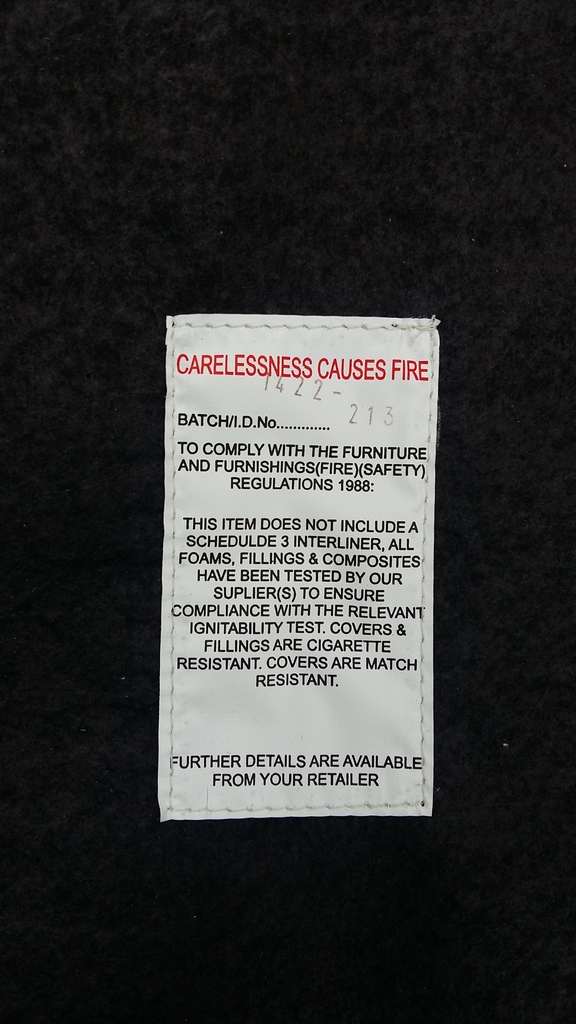 CARELESSNESS CAUSES FIRE
1422-
213
BATCH/I.D.No.............
TO COMPLY WITH THE FURNITURE
AND FURNISHINGS(FIRE)(SAFETY)
REGULATIONS 1988:
THIS ITEM DOES NOT INCLUDE A
SCHEDULDE 3 INTERLINER, ALL
FOAMS, FILLINGS & COMPOSITES
HAVE BEEN TESTED BY OUR
SUPLIER(S) TO ENSURE
COMPLIANCE WITH THE RELEVANT
IGNITABILITY TEST. COVERS &
FILLINGS ARE CIGARETTE
RESISTANT. COVERS ARE MATCH
RESISTANT.
FURTHER DETAILS ARE AVAILABLE
FROM YOUR RETAILER